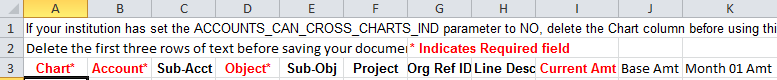 A B C D E F G H I J K
1 If your institution has set the ACCOUNTS_CAN_CROSS_CHARTS_IND parameter to NO, delete the Chart column before using thi
2 Delete the first three rows of text before saving your documer * Indicates Required field
3 Chart* Account* Sub-Acct Object* Sub-Obj Project Org Ref ID Line Desc Current Amt Base Amt Month 01 Amt